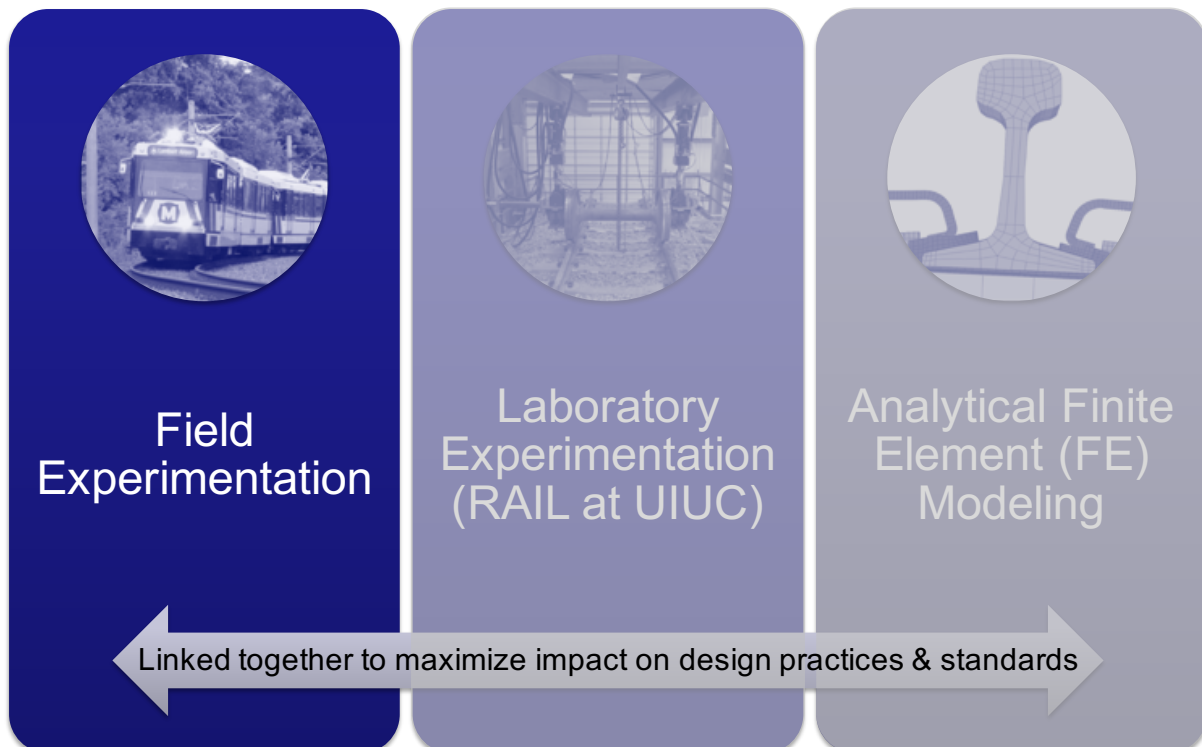 Field
Experimentation
Laboratory
Experimentation
(RAIL at UIUC)
Analytical Finite
Element (FE)
Modeling
Linked together to maximize impact on design practices & standards
M